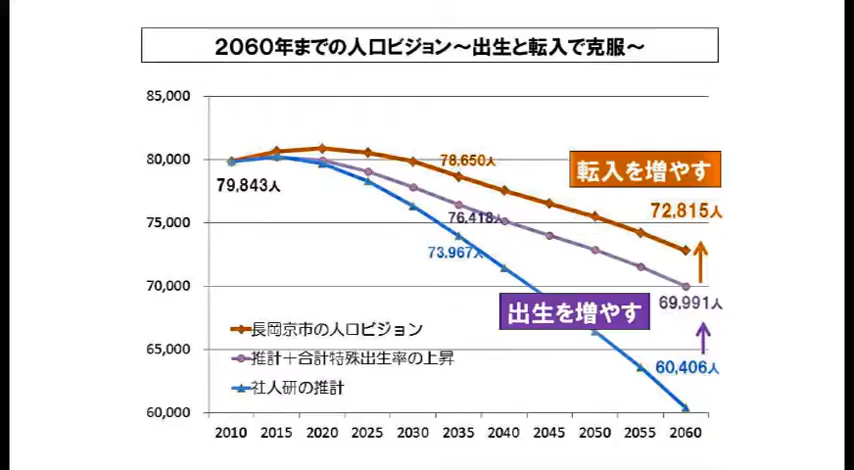 2060年までの人口ビジョン～出生と転入で克服～
85,000
80,000
75,000
70,000
65,000
60,000
79,843人
78,650人
76,418人
73,967人
転入を増やす
72,815人
69,991人
出生を増やす
60,406人
長岡京市の人口ビジョン
推計＋合計特殊出生率の上昇
社人研の推計
2010 2015 2020 2025 2030 2035 2040 2045 2050 2055 2060